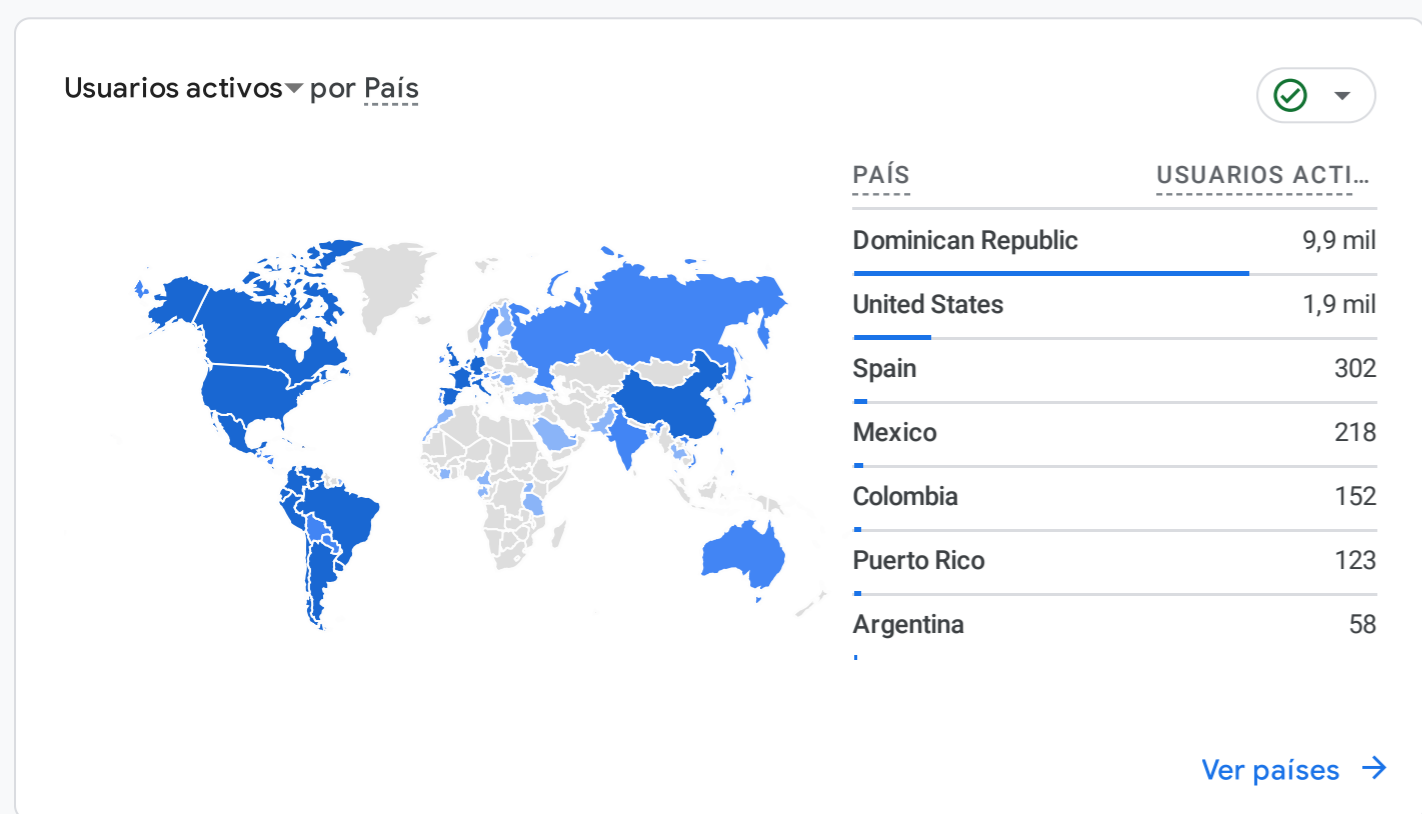 Usuarios activos por País
PAÍS USUARIOS ACTI...
Dominican Republic 9,9 mil
United States 1,9 mil
Spain 302
Mexico 218
Colombia 152
Puerto Rico 123
Argentina 58
Ver países